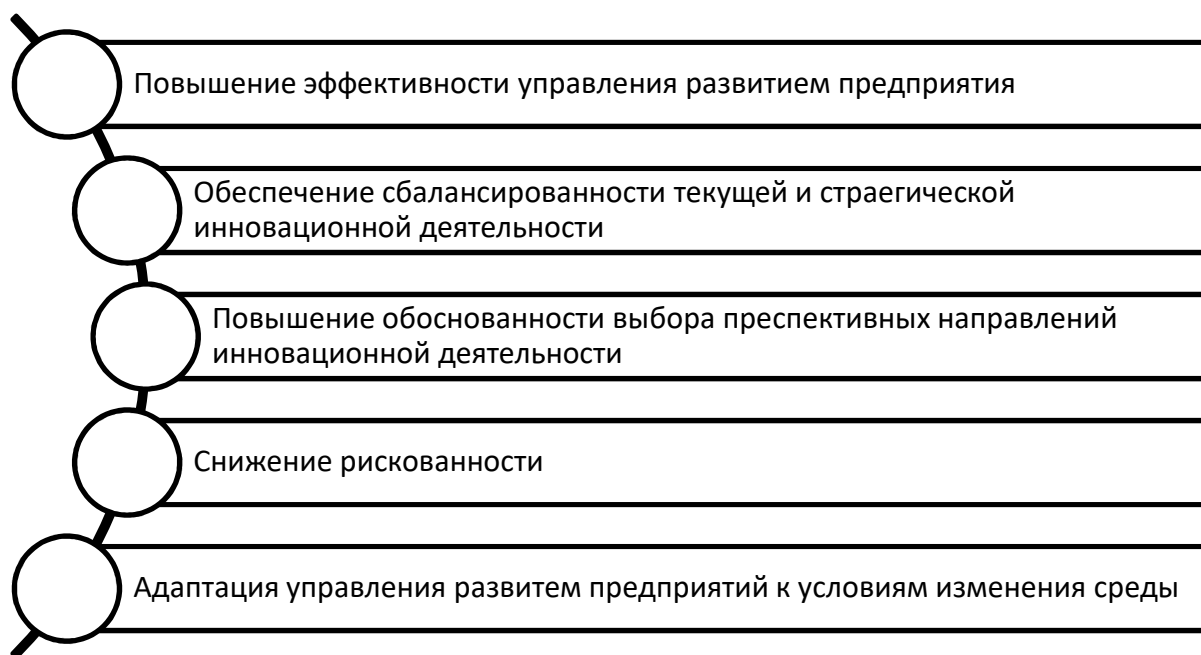 Повышение эффективности управления развитием предприятия
Обеспечение сбалансированности текущей и страегической
инновационной деятельности
Повышение обоснованности выбора преспективных направлений
инновационной деятельности
Снижение рискованности
Адаптация управления развитем предприятий к условиям изменения среды